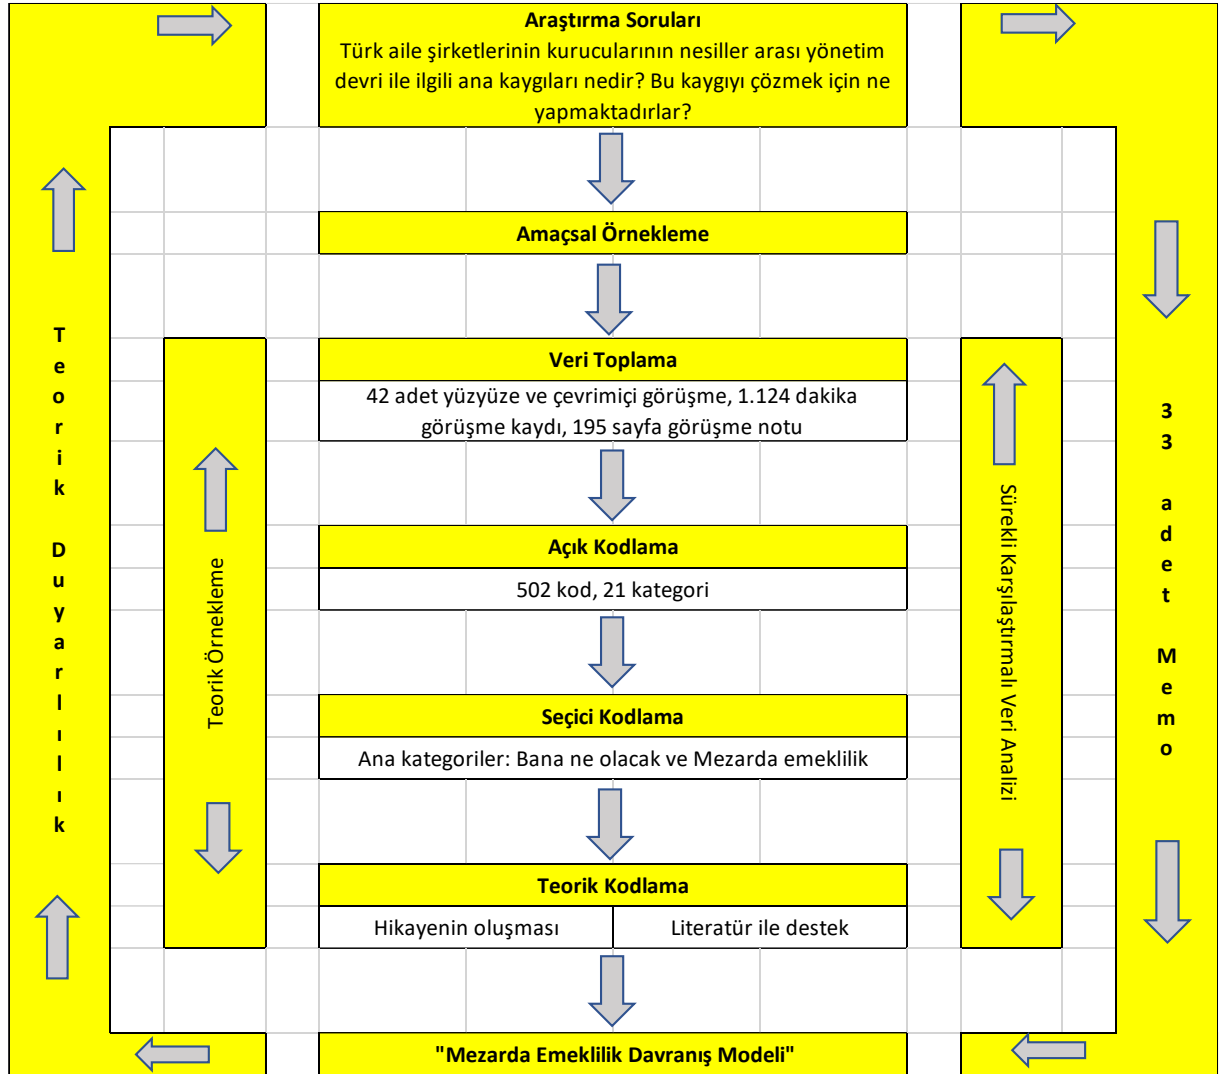 Araştırma Soruları
Türk aile şirketlerinin kurucularının nesiller arası yönetim
devri ile ilgili ana kaygıları nedir? Bu kaygıyı çözmek için ne
yapmaktadırlar?
Amaçsal Örnekleme
Veri Toplama
42 adet yüzyüze ve çevrimiçi görüşme, 1.124 dakika
görüşme kaydı, 195 sayfa görüşme notu
Açık Kodlama
502 kod, 21 kategori
Seçici Kodlama
Ana kategoriler: Bana ne olacak ve Mezarda emeklilik
Teorik Kodlama
Hikayenin oluşması
Literatür ile destek
"Mezarda Emeklilik Davranış Modeli"
Teorik Duyarlılık
Teorik Örnekleme
Sürekli Karşılaştırmalı Veri Analizi
33 adet Memo